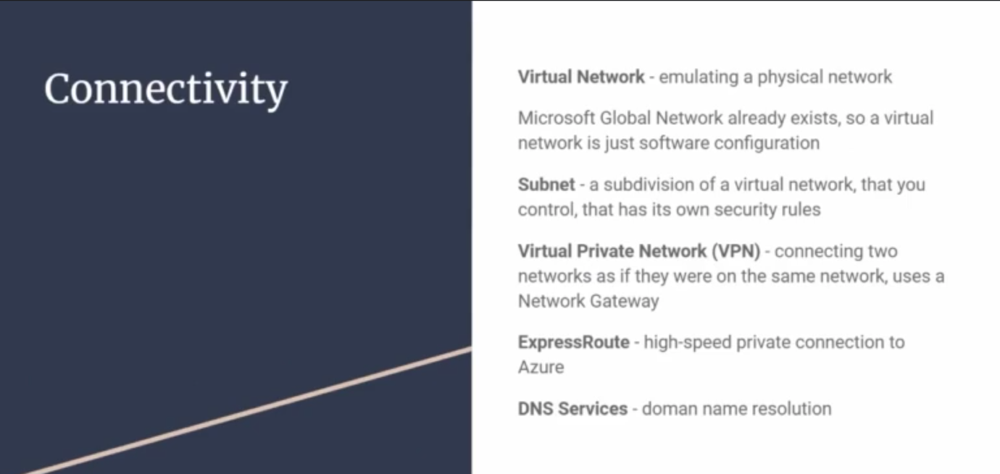 Connectivity
Virtual Network - emulating a physical network
Microsoft Global Network already exists, so a virtual
network is just software configuration
Subnet - a subdivision of a virtual network, that you
control, that has its own security rules
Virtual Private Network (VPN) - connecting two
networks as if they were on the same network, uses a
Network Gateway
ExpressRoute - high-speed private connection to
Azure
DNS Services - doman name resolution